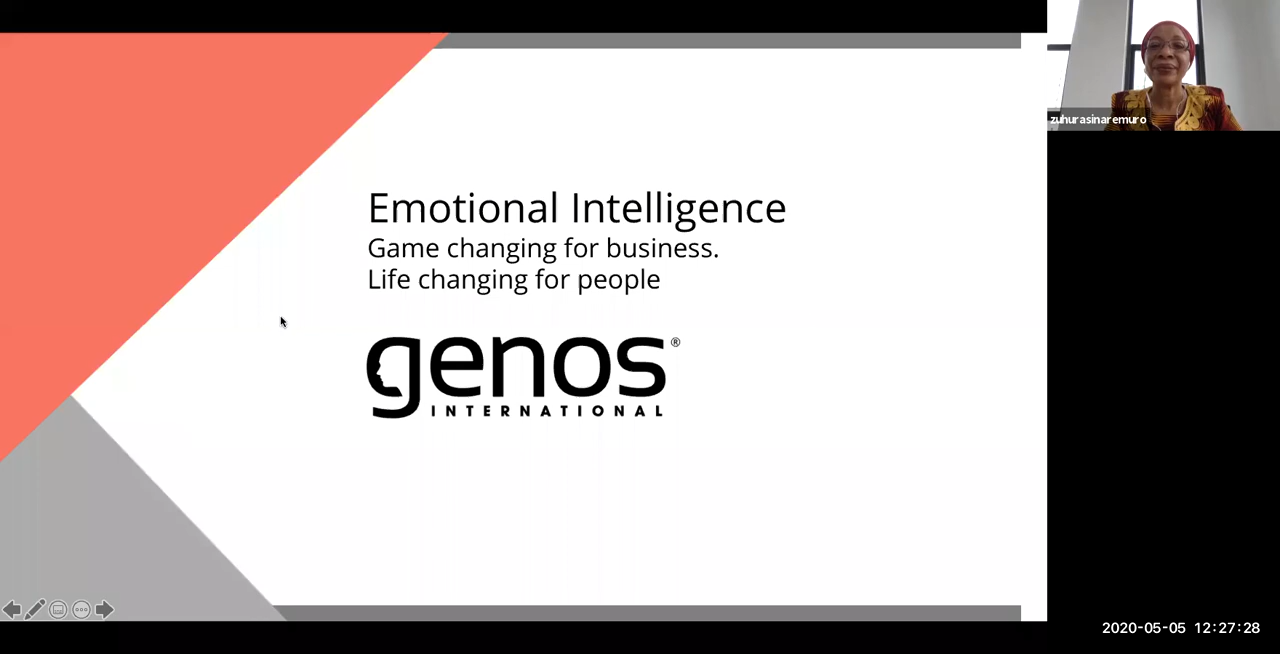 Emotional Intelligence
Game changing for business.
Life changing for people
genos®
INTERNATIONAL
zuhurasinaremuro
2020-05-05 12:27:28